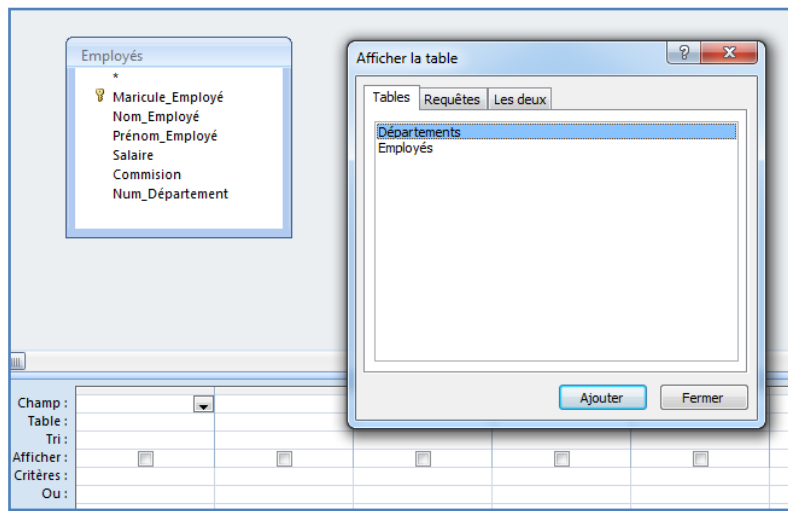 Employés
*
Maricule_Employé
Nom_Employé
Prénom_Employé
Salaire
Commision
Num_Département
Afficher la table
?
X
Tables Requêtes Les deux
Départements
Employés
Ajouter Fermer
Champ :
Table :
Tri :
Afficher :
Critères :
Ou :